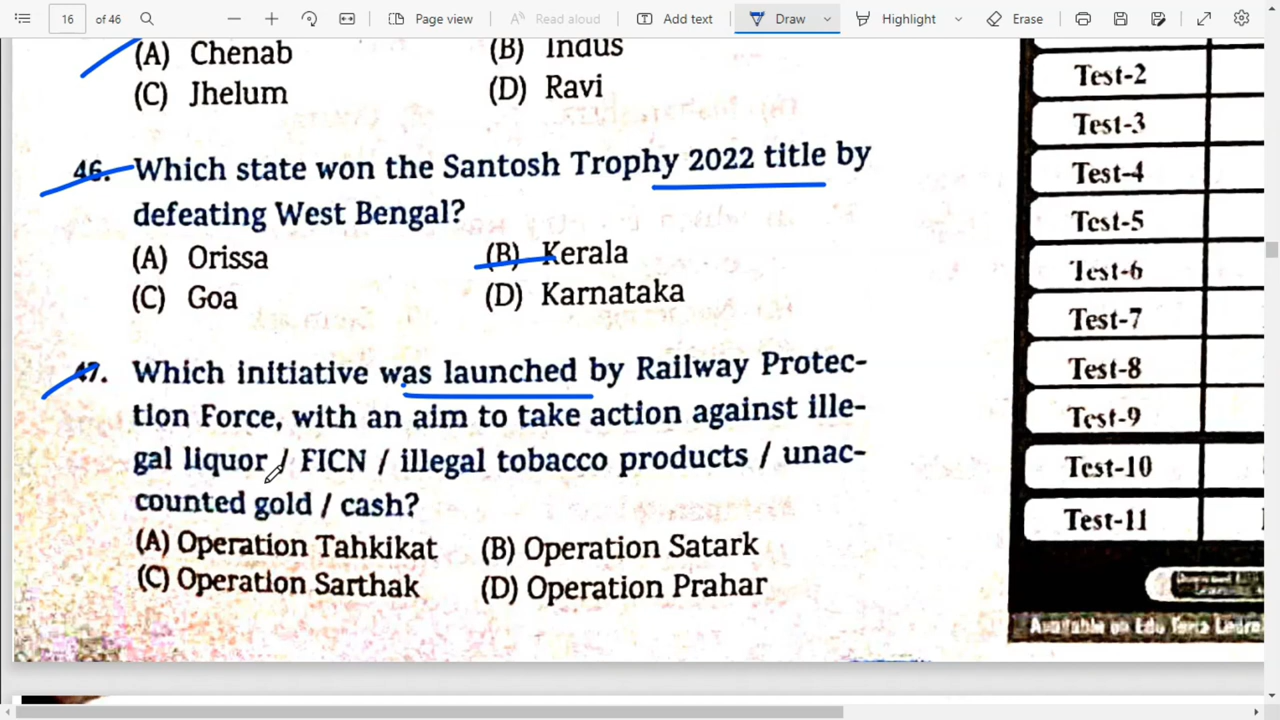 16
of 46
Page view
Read aloud
Add text
Draw
Highlight
Erase
(A) Chenab
(B) Indus
(C) Jhelum
(D) Ravi
46. Which state won the Santosh Trophy 2022 title by
defeating West Bengal?
(A) Orissa
(B) Kerala
(C) Goa
(D) Karnataka
47. Which initiative was launched by Railway Protec-
tion Force, with an aim to take action against ille-
gal liquor / FICN / illegal tobacco products / unac-
counted gold / cash?
(A) Operation Tahkikat
(B) Operation Satark
(C) Operation Sarthak
(D) Operation Prahar
Test-2
Test-3
Test-4
Test-5
Test-6
Test-7
Test-8
Test-9
Test-10
Test-11
Available on Edu